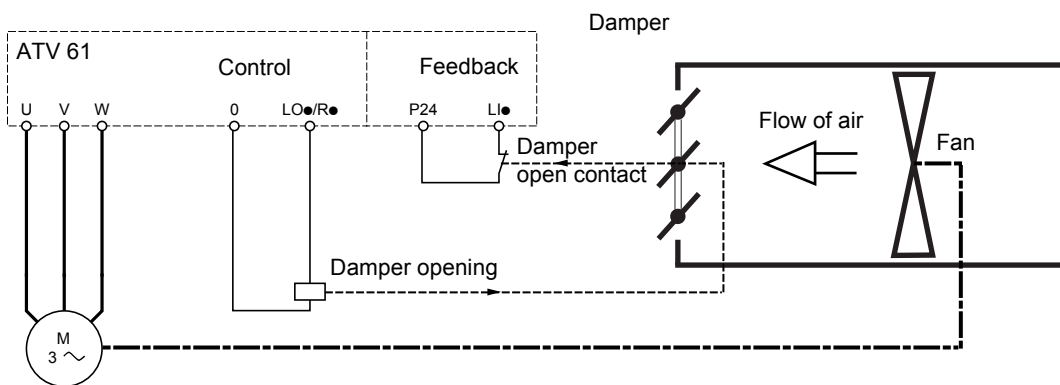 Damper
ATV 61
Control
Feedback
U V W 0 LO●/R● P24 LI●
Flow of air
Fan
Damper
open contact
Damper opening
M
3 ~